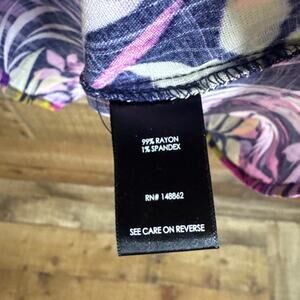 99% RAYON
1% SPANDEX
RN# 148862
SEE CARE ON REVERSE